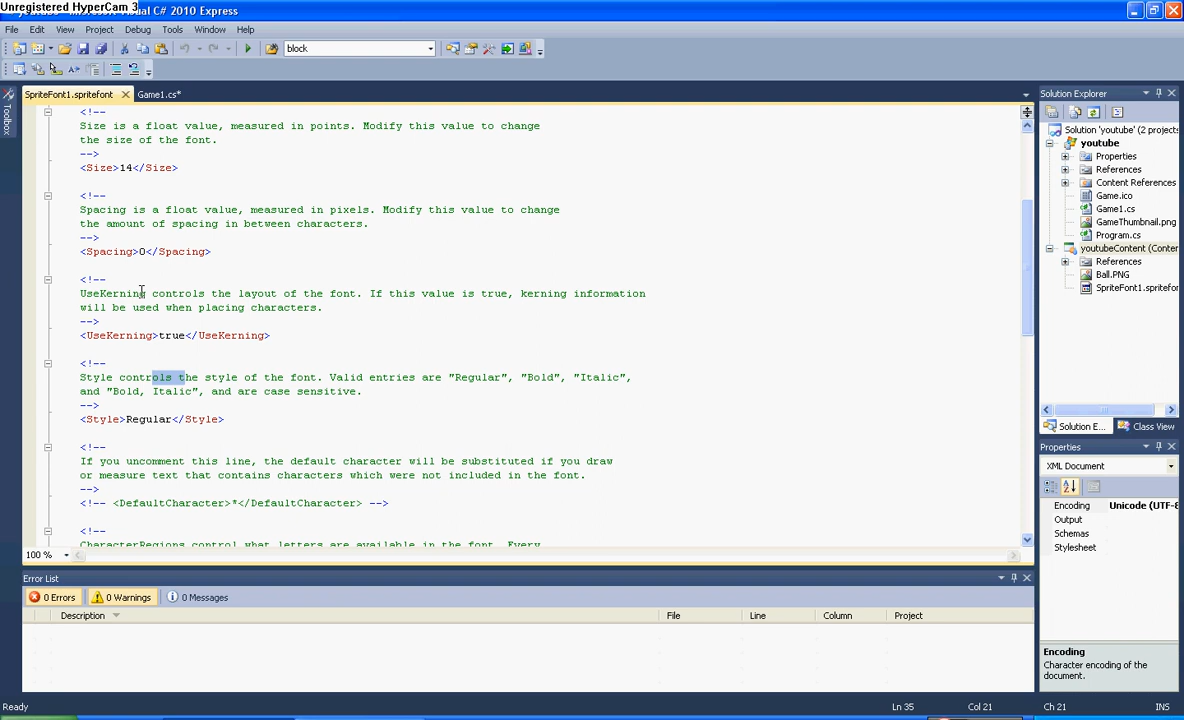 Unregistered HyperCam 3
Visual C# 2010 Express
File Edit View Project Debug Tools Window Help
block
SpriteFont1.spritefont Game1.cs*
Toolbox
<!--
Size is a float value, measured in points. Modify this value to change
the size of the font.
-->
<Size>14</Size>
<!--
Spacing is a float value, measured in pixels. Modify this value to change
the amount of spacing in between characters.
-->
<Spacing>0</Spacing>
<!--
UseKerning controls the layout of the font. If this value is true, kerning information
will be used when placing characters.
-->
<UseKerning>true</UseKerning>
<!--
Style controls the style of the font. Valid entries are "Regular", "Bold", "Italic",
and "Bold, Italic", and are case sensitive.
-->
<Style>Regular</Style>
<!--
If you uncomment this line, the default character will be substituted if you draw
or measure text that contains characters which were not included in the font.
-->
<!-- <DefaultCharacter>*</DefaultCharacter> -->
<!--
CharacterRegions control what letters are available in the font. Every
100 %
Solution Explorer
Solution 'youtube' (2 projects
youtube
Properties
References
Content References
Game.ico
Game1.cs
GameThumbnail.png
Program.cs
youtubeContent (Conter
References
Ball.PNG
SpriteFont1.spritefor
Solution E... Class View
Properties
XML Document
Encoding Unicode (UTF-8
Output
Schemas
Stylesheet
Encoding
Character encoding of the
document.
Error List
0 Errors 0 Warnings 0 Messages
Description File Line Column Project
Ready Ln 35 Col 21 Ch 21 INS